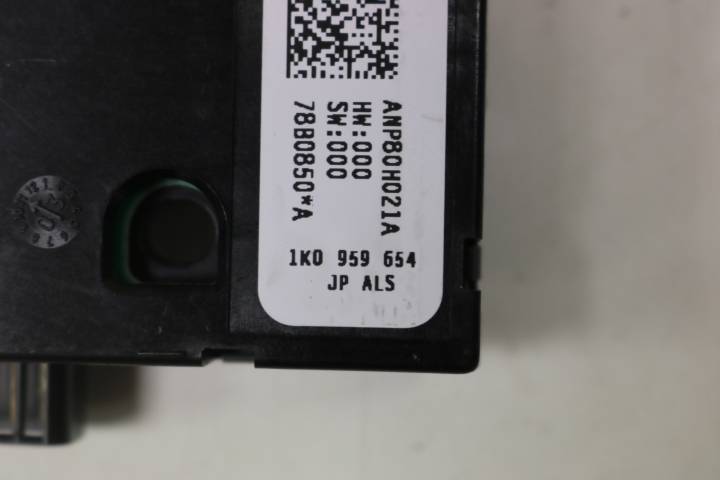 ANP80H021A
HW:000
SW:000
78B0850*A
1K0 959 654
JP ALS